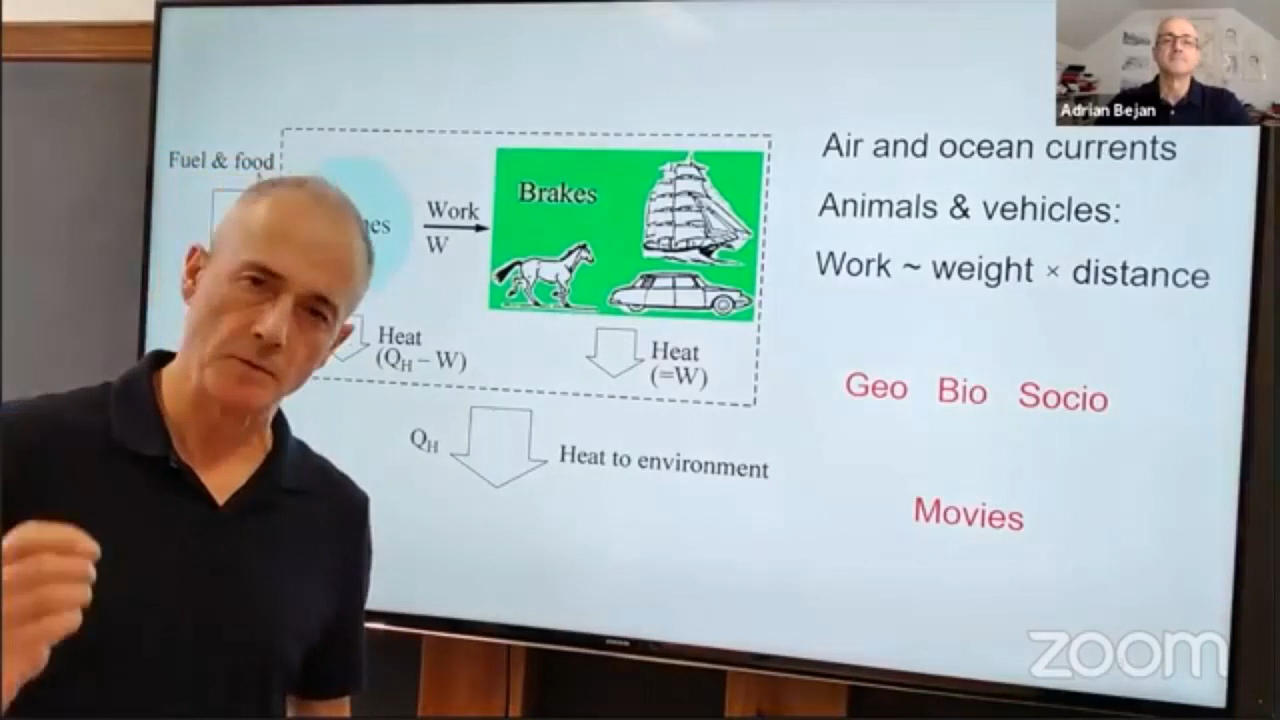 Adrian Bejan
Fuel & food
Work
W
Brakes
Heat
(QH – W)
Heat
(=W)
QH
Heat to environment
Air and ocean currents
Animals & vehicles:
Work ~ weight × distance
Geo Bio Socio
Movies
zoom